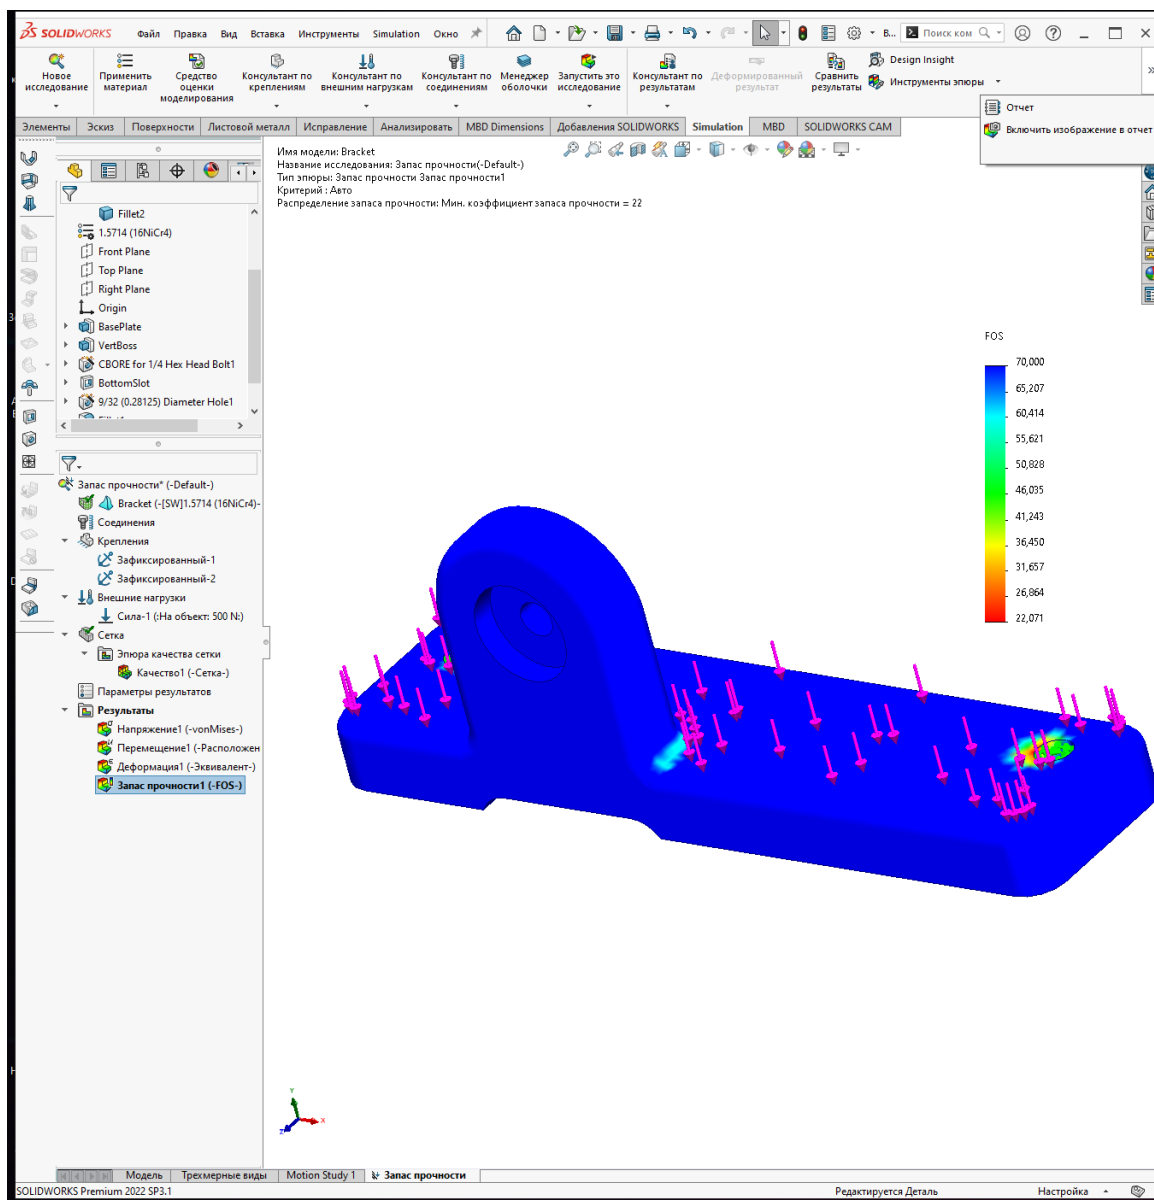 SOLIDWORKS
Файл Правка Вид Вставка Инструменты Simulation Окно
В... Поиск ком
Новое исследование
Применить материал
Средство оценки моделирования
Консультант по креплениям
Консультант по внешним нагрузкам
Консультант по соединениям
Менеджер оболочки
Запустить это исследование
Консультант по результатам
Деформированный результат
Сравнить результаты
Design Insight
Инструменты эпюры
Отчет
Включить изображение в отчет
Элементы Эскиз Поверхности Листовой металл Исправление Анализировать MBD Dimensions Добавления SOLIDWORKS Simulation MBD SOLIDWORKS CAM
Имя модели: Bracket
Название исследования: Запас прочности(-Default-)
Тип эпюры: Запас прочности Запас прочности1
Критерий : Авто
Распределение запаса прочности: Мин. коэффициент запаса прочности = 22
Fillet2
1.5714 (16NiCr4)
Front Plane
Top Plane
Right Plane
Origin
BasePlate
VertBoss
CBORE for 1/4 Hex Head Bolt1
BottomSlot
9/32 (0.28125) Diameter Hole1
Запас прочности* (-Default-)
Bracket (-[SW]1.5714 (16NiCr4)-
Соединения
Крепления
Зафиксированный-1
Зафиксированный-2
Внешние нагрузки
Сила-1 (:На объект: 500 N:)
Сетка
Эпюра качества сетки
Качество1 (-Сетка-)
Параметры результатов
Результаты
Напряжение1 (-vonMises-)
Перемещение1 (-Расположен
Деформация1 (-Эквивалент-)
Запас прочности1 (-FOS-)
FOS
70,000
65,207
60,414
55,621
50,828
46,035
41,243
36,450
31,657
26,864
22,071
Y
X
Z
Модель Трехмерные виды Motion Study 1 Запас прочности
SOLIDWORKS Premium 2022 SP3.1
Редактируется Деталь
Настройка